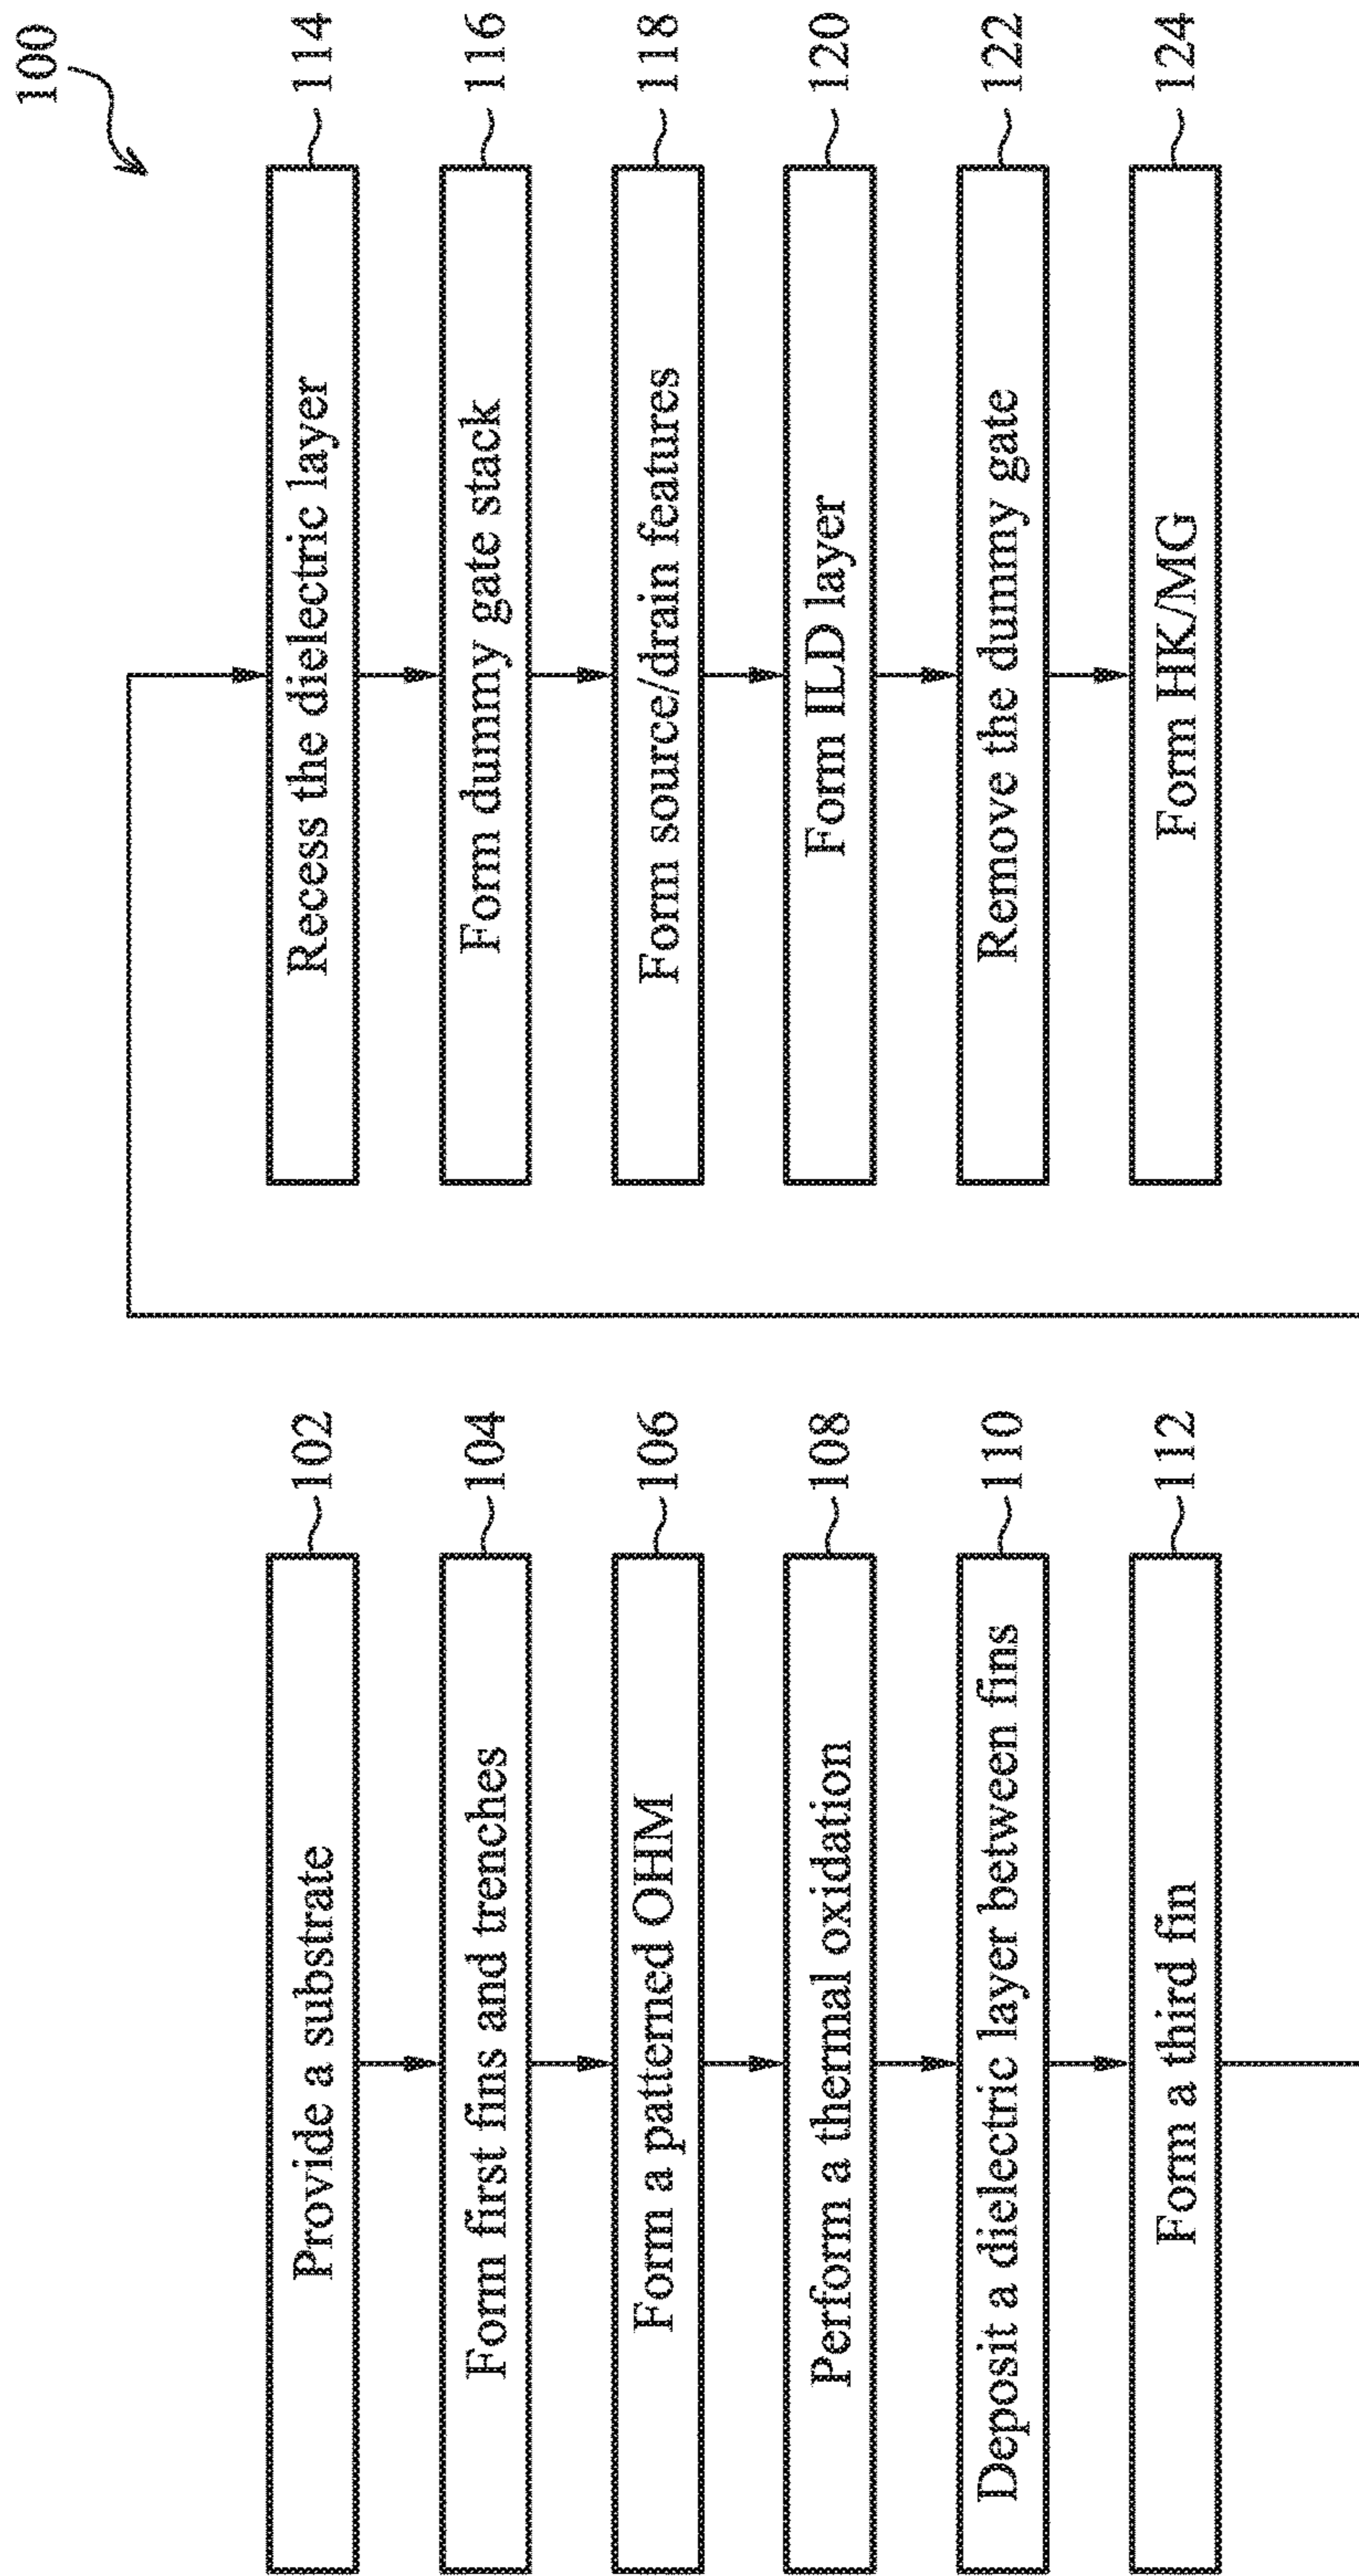 100
Provide a substrate
102
Form first fins and trenches
104
Form a patterned OHM
106
Perform a thermal oxidation
108
Deposit a dielectric layer between fins
110
Form a third fin
112
Recess the dielectric layer
114
Form dummy gate stack
116
Form source/drain features
118
Form ILD layer
120
Remove the dummy gate
122
Form HK/MG
124